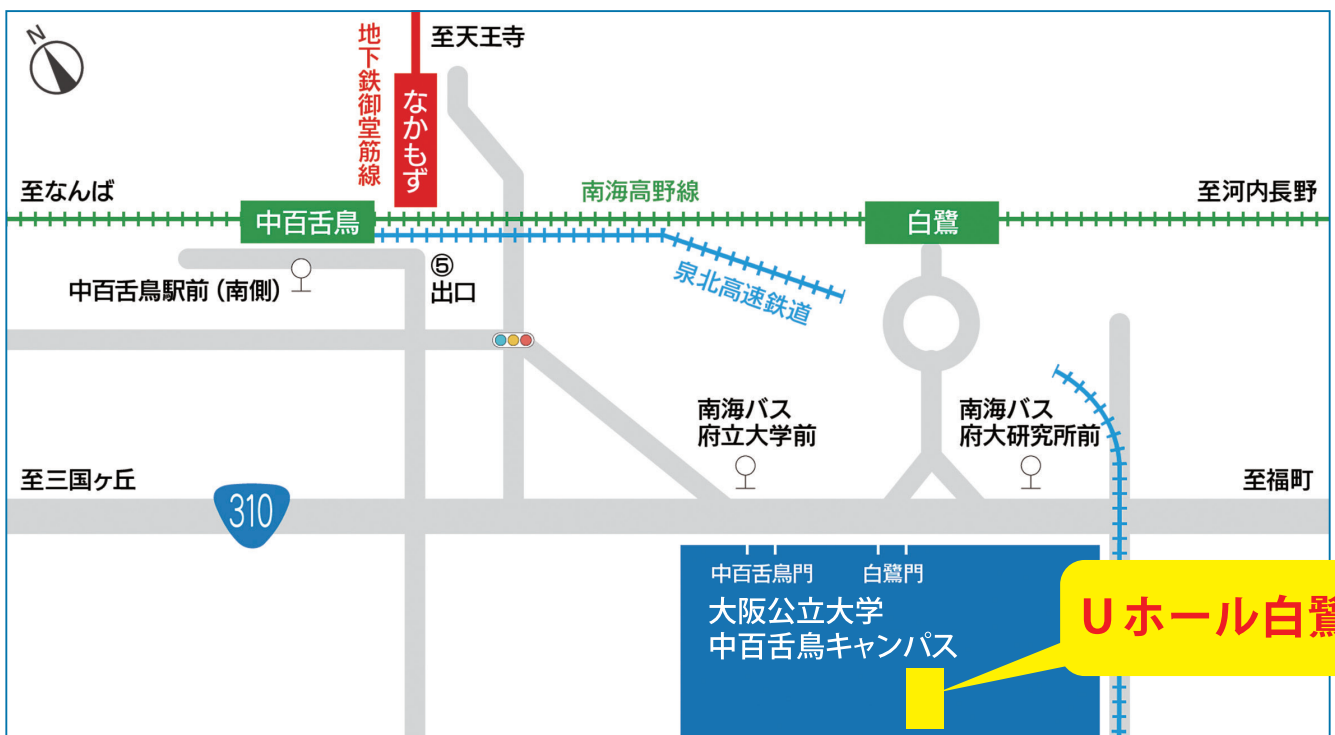 N
地下鉄御堂筋線
至天王寺
なかもず
至なんば
中百舌鳥
南海高野線
白鷺
至河内長野
泉北高速鉄道
中百舌鳥駅前（南側）
⑤
出口
南海バス
府立大学前
南海バス
府大研究所前
至三国ヶ丘
310
至福町
中百舌鳥門
白鷺門
大阪公立大学
中百舌鳥キャンパス
Uホール白鷺